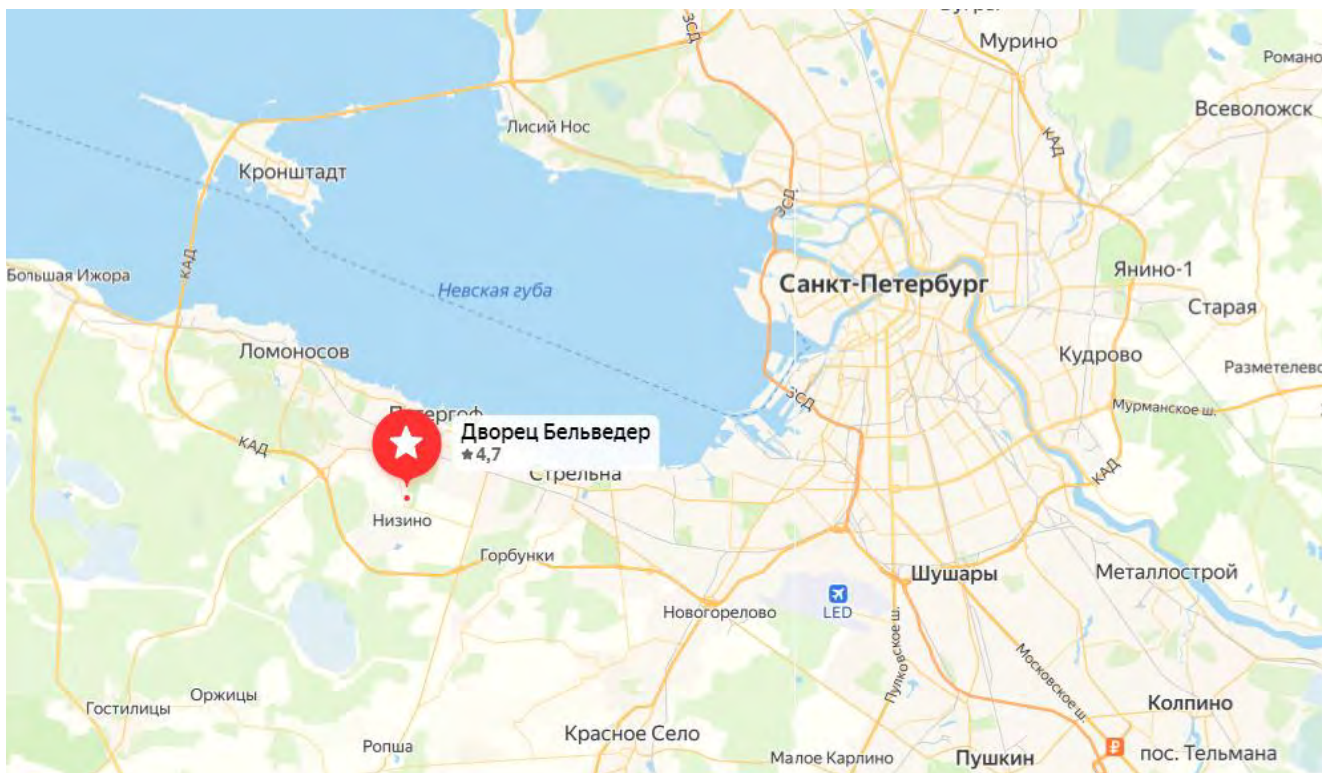 ЗСД
Мурино
Романо
Всеволожск
Лисий Нос
КАД
Кронштадт
ЗСД
КАД
Большая Ижора
Невская губа
Санкт-Петербург
Янино-1
Старая
Ломоносов
Кудрово
Разметелево
ЗСД
Мурманское ш.
Дворец Бельведер
4,7
КАД
Стрельна
КАД
Низино
Горбунки
Шушары
Металлострой
LED
Новогорелово
Пулковское ш.
Московское ш.
Оржицы
Гостилицы
Колпино
Красное Село
Ропша
Малое Карлино
Пушкин
пос. Тельмана